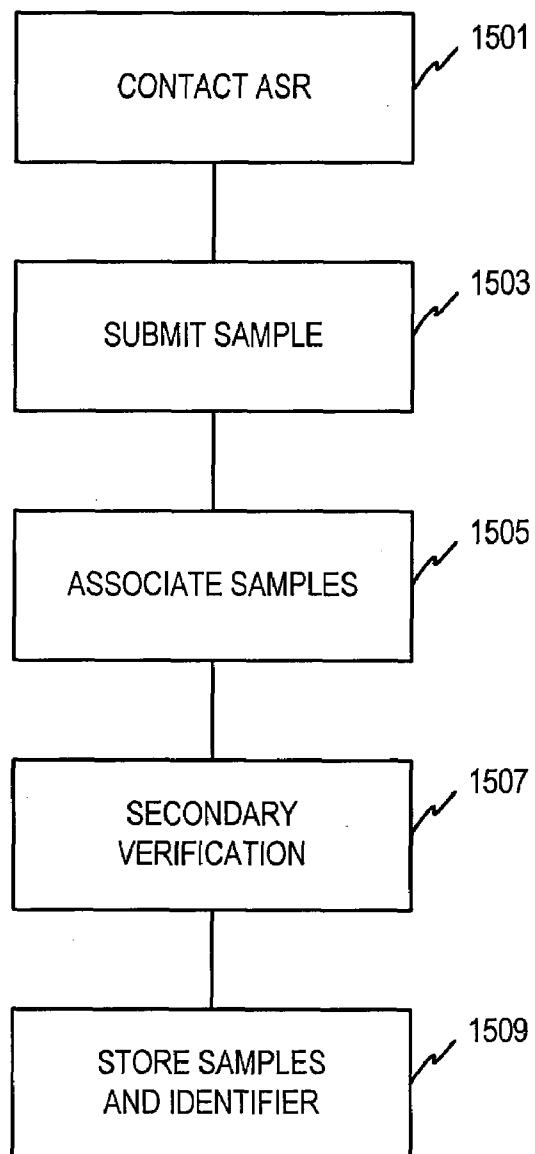 1501
CONTACT ASR
1503
SUBMIT SAMPLE
1505
ASSOCIATE SAMPLES
1507
SECONDARY
VERIFICATION
1509
STORE SAMPLES
AND IDENTIFIER